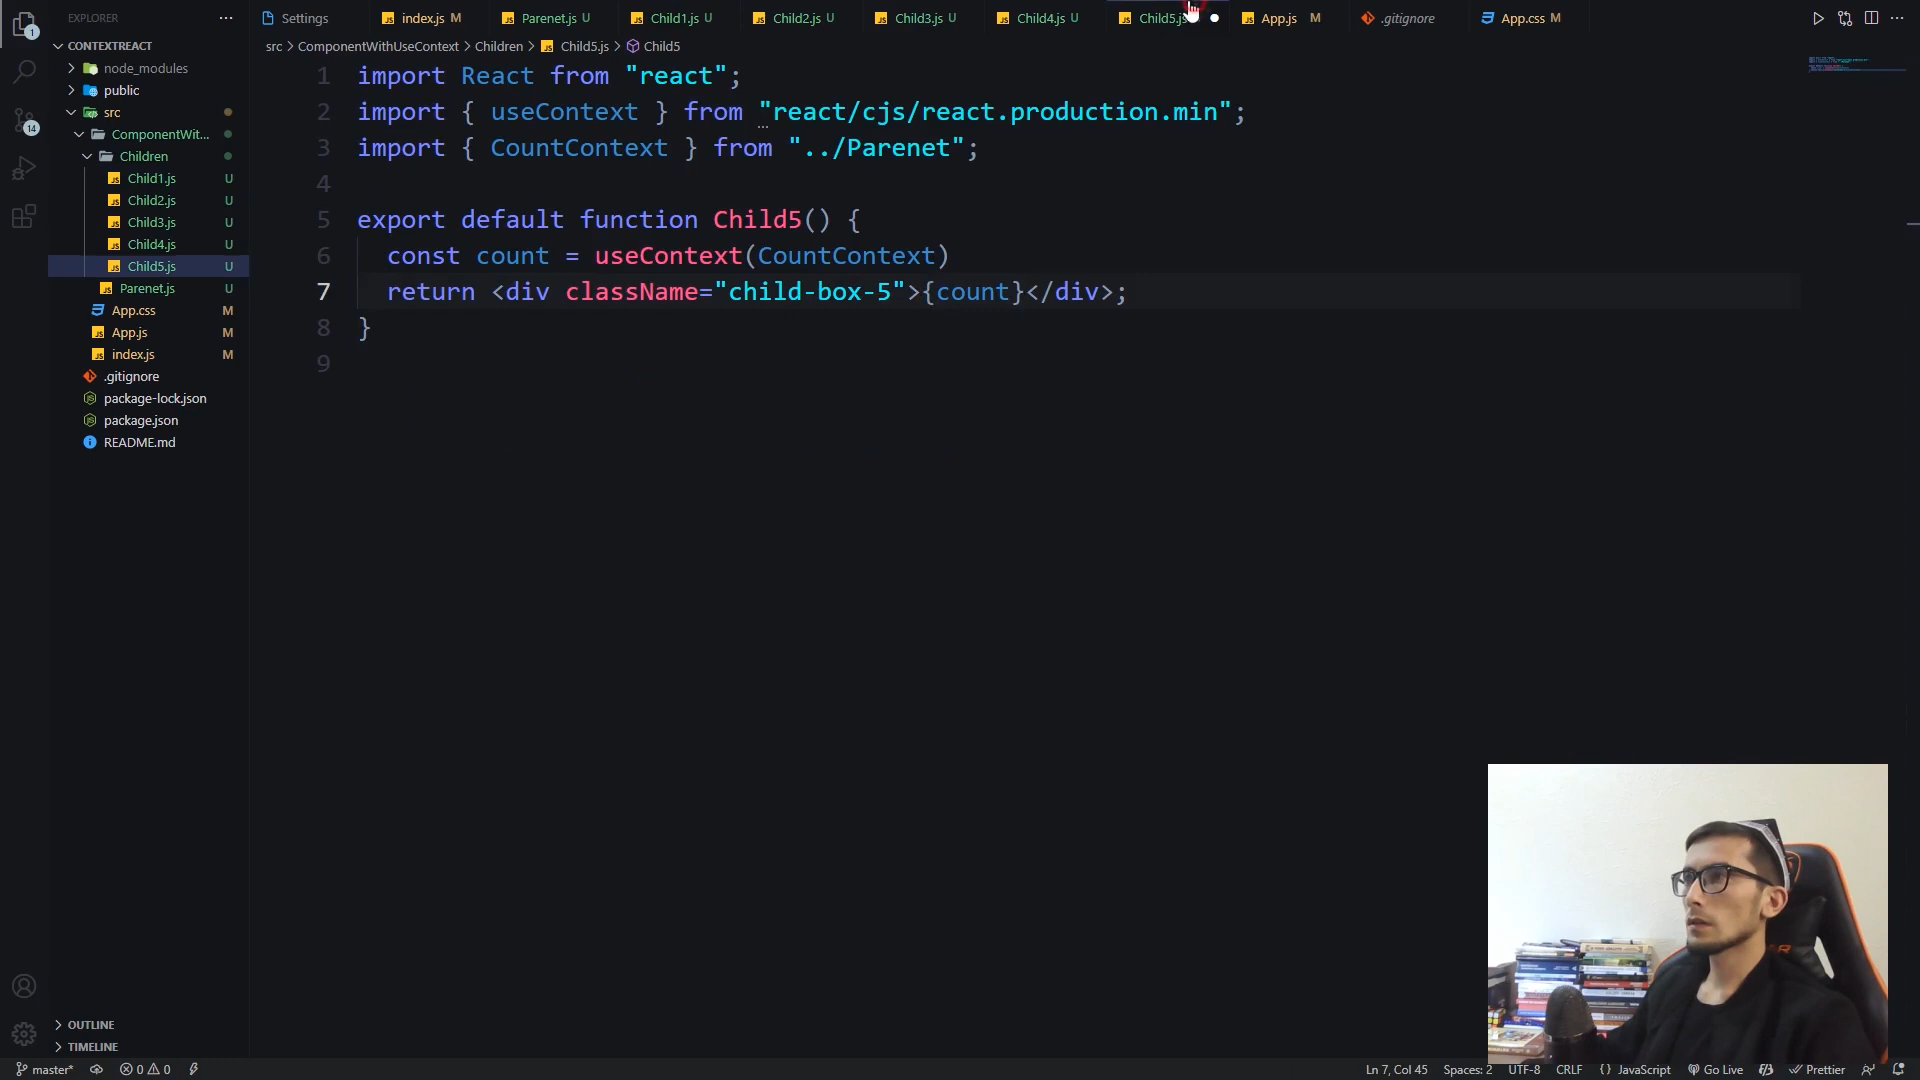 Settings
index.js M
Parenet.js U
Child1.js U
Child2.js U
Child3.js U
Child4.js U
Child5.js
App.js M
.gitignore
App.css M
EXPLORER
1
14
CONTEXTREACT
node_modules
public
src
ComponentWit...
Children
Child1.js U
Child2.js U
Child3.js U
Child4.js U
Child5.js U
Parenet.js U
App.css M
App.js M
index.js M
.gitignore
package-lock.json
package.json
README.md
OUTLINE
TIMELINE
src > ComponentWithUseContext > Children > Child5.js > Child5
1 import React from "react";
2 import { useContext } from "react/cjs/react.production.min";
3 import { CountContext } from "../Parenet";
4
5 export default function Child5() {
6 const count = useContext(CountContext)
7 return <div className="child-box-5">{count}</div>;
8 }
9
master* 0 0 Ln 7, Col 45 Spaces: 2 UTF-8 CRLF {} JavaScript Go Live Prettier